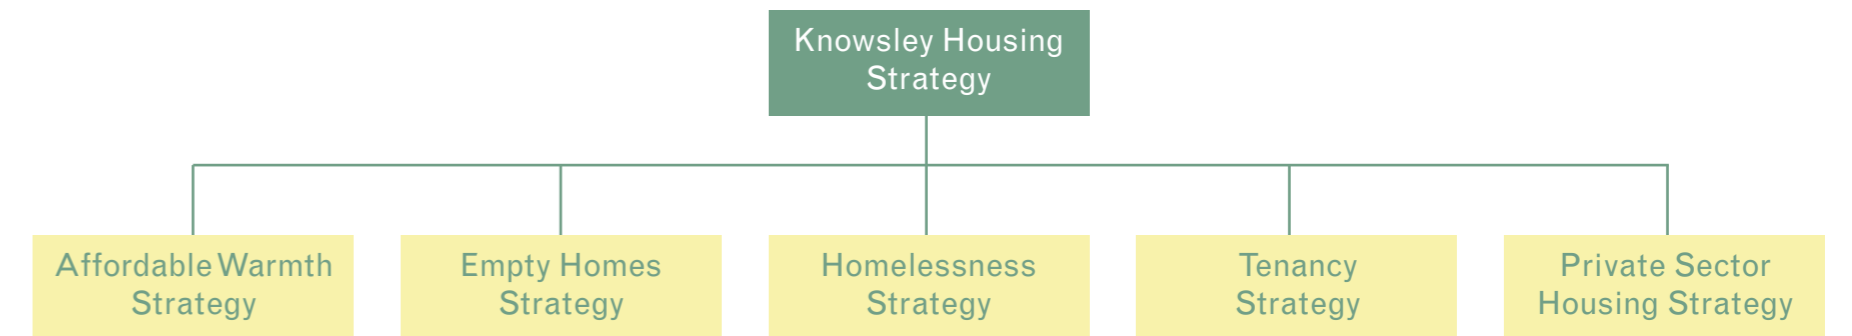 Knowsley Housing
Strategy
Affordable Warmth
Strategy
Empty Homes
Strategy
Homelessness
Strategy
Tenancy
Strategy
Private Sector
Housing Strategy